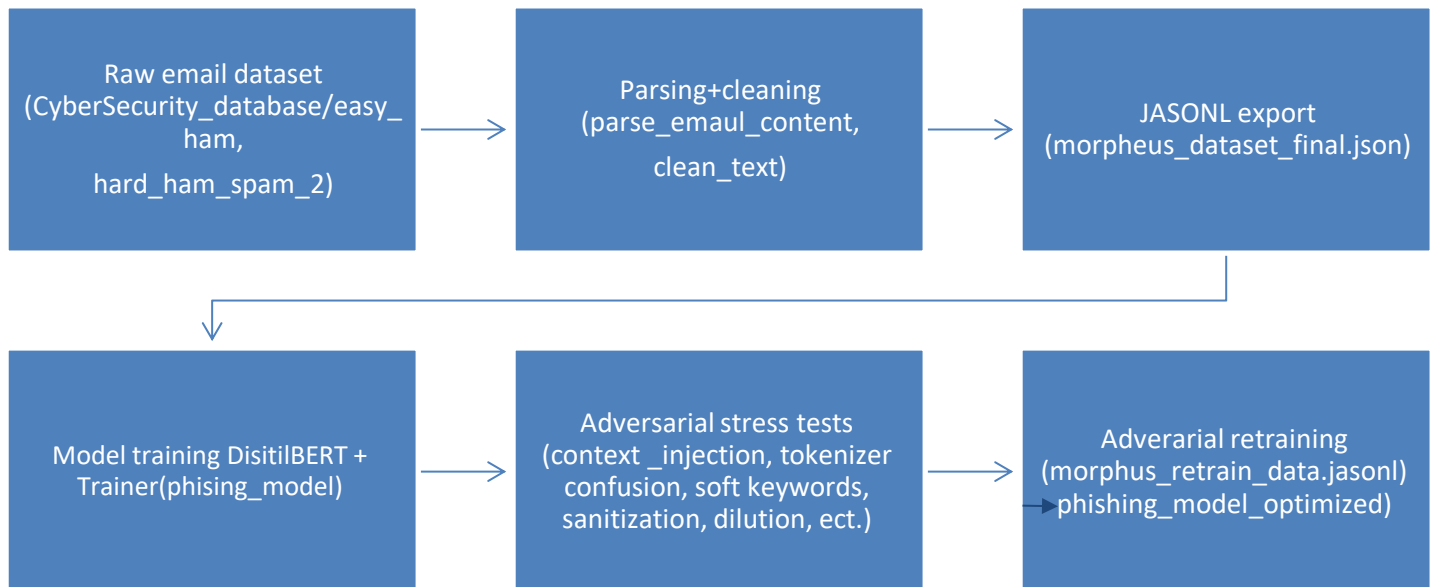 Raw email dataset
(CyberSecurity_database/easy_
ham,
hard_ham_spam_2)
Parsing+cleaning
(parse_emaul_content,
clean_text)
JASONL export
(morpheus_dataset_final.json)
Model training DisitilBERT +
Trainer(phising_model)
Adversarial stress tests
(context _injection, tokenizer
confusion, soft keywords,
sanitization, dilution, ect.)
Adverarial retraining
(morphus_retrain_data.jasonl)
phishing_model_optimized)